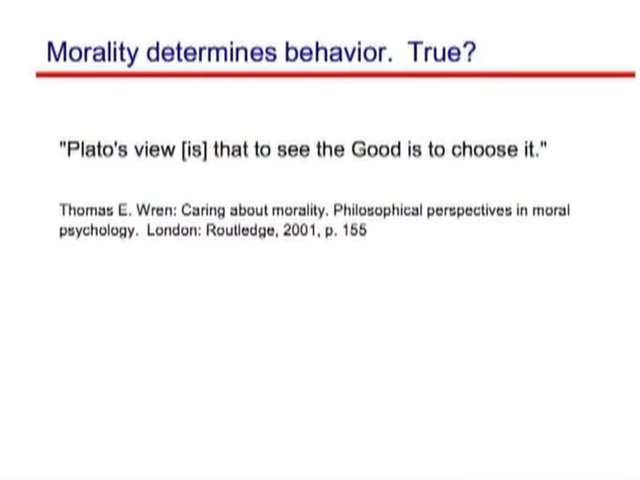 Morality determines behavior.  True?
"Plato's view [is] that to see the Good is to choose it."
Thomas E. Wren: Caring about morality. Philosophical perspectives in moral
psychology.  London: Routledge, 2001, p. 155